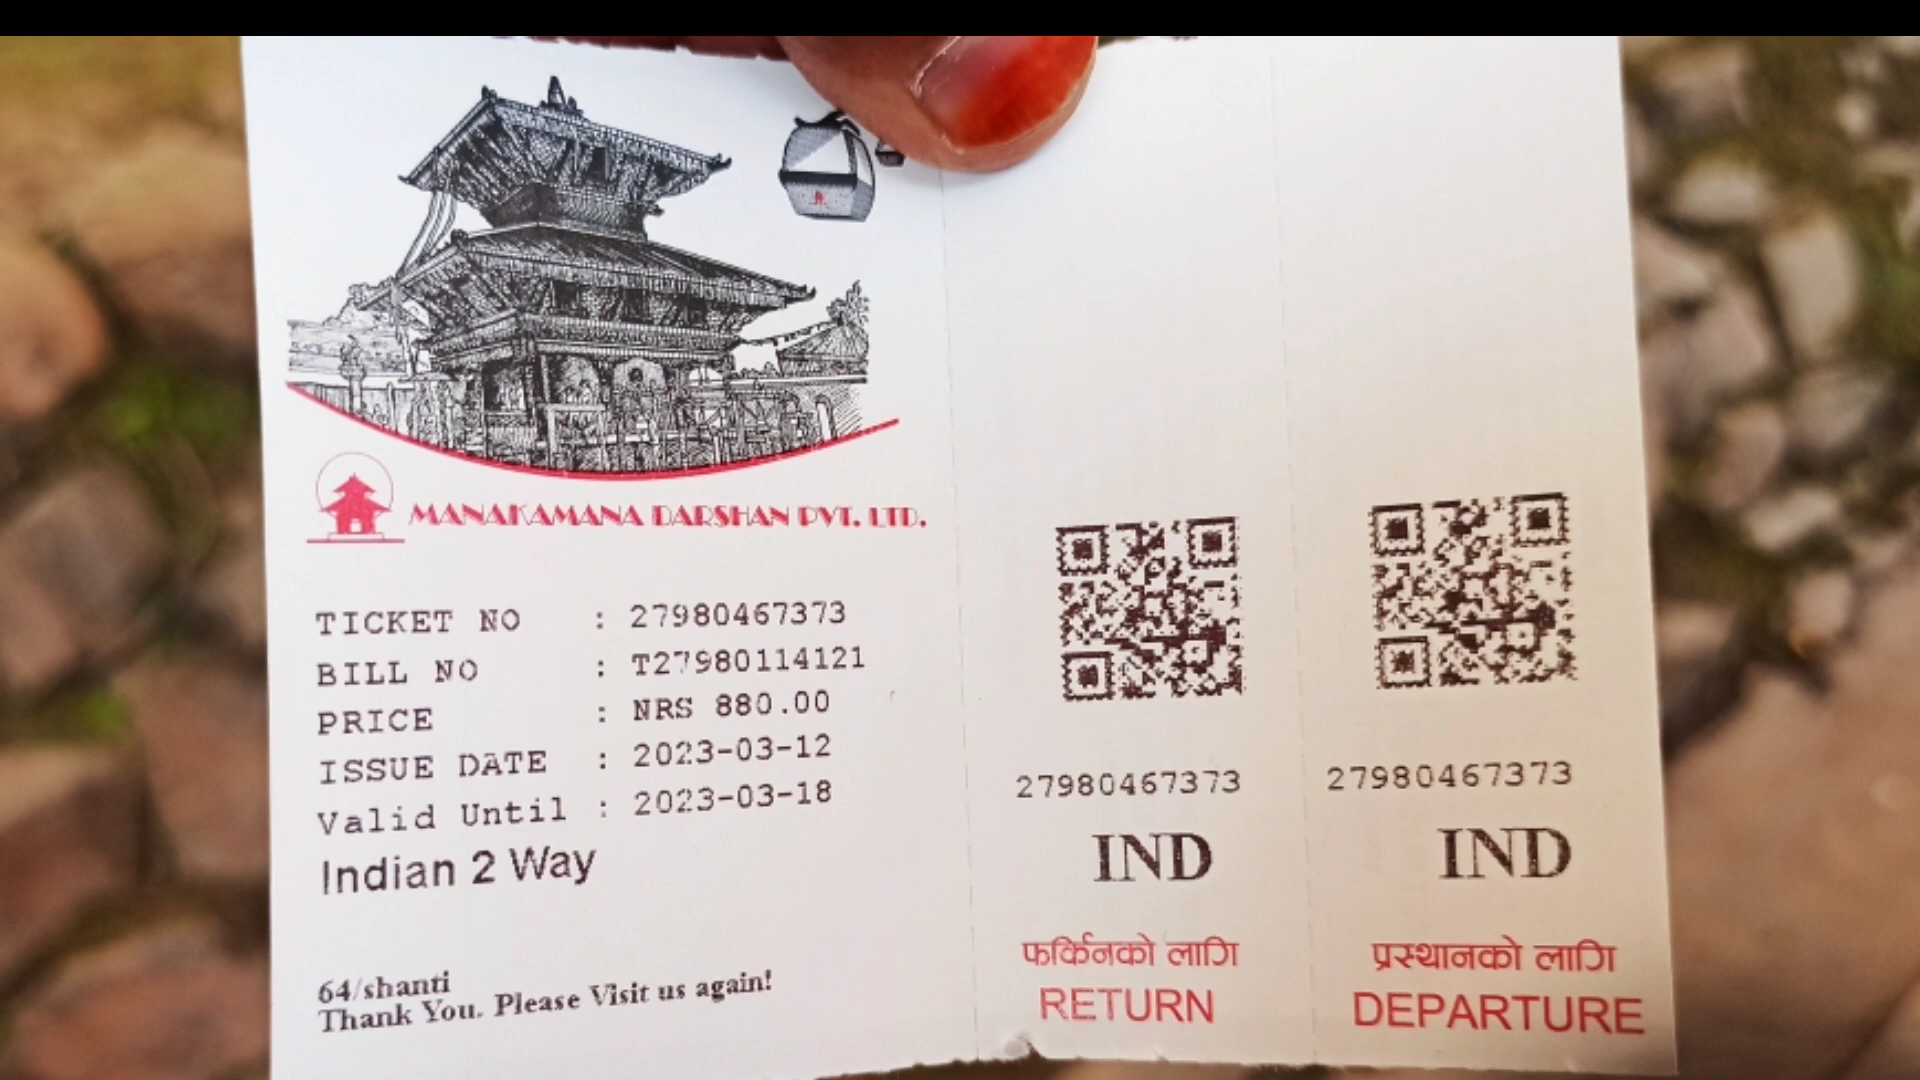 MANAKAMANA DARSHAN PVT. LTD.
TICKET NO : 27980467373
BILL NO : T27980114121
PRICE : NRS 880.00
ISSUE DATE : 2023-03-12
Valid Until : 2023-03-18
Indian 2 Way
64/shanti
Thank You. Please Visit us again!
27980467373
IND
फर्किनको लागि
RETURN
27980467373
IND
प्रस्थानको लागि
DEPARTURE